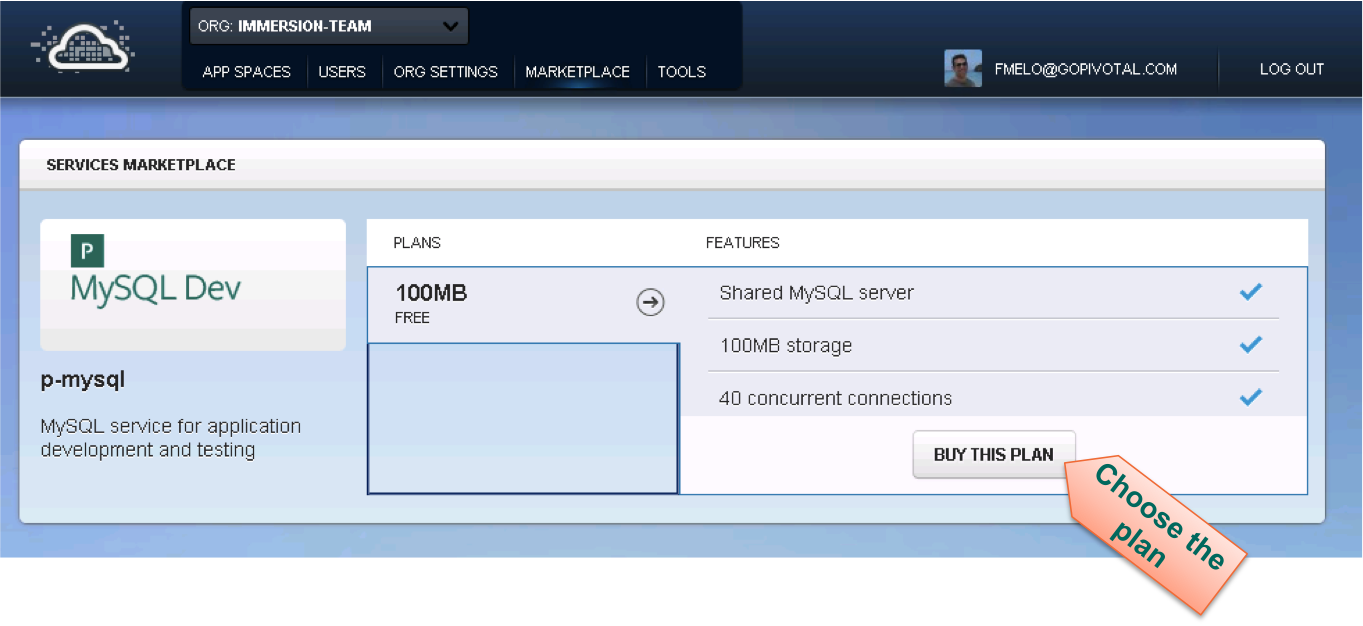 ORG: IMMERSION-TEAM
APP SPACES USERS ORG SETTINGS MARKETPLACE TOOLS
FMELO@GOPIVOTAL.COM LOG OUT
SERVICES MARKETPLACE
P
MySQL Dev
p-mysql
MySQL service for application
development and testing
PLANS
100MB
FREE
FEATURES
Shared MySQL server
100MB storage
40 concurrent connections
BUY THIS PLAN
Choose the
plan